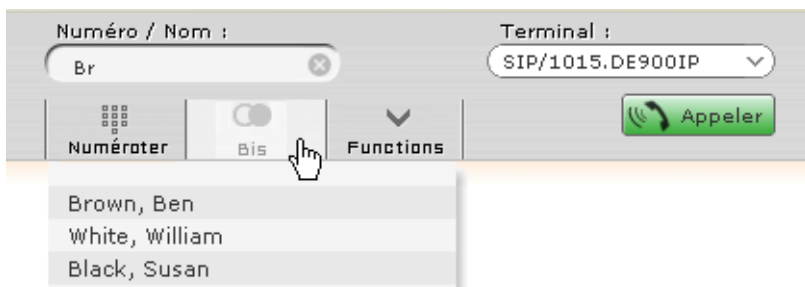 Numéro / Nom : Terminal :
Br SIP/1015.DE900IP
Appeler
Numéroter Bis Functions
Brown, Ben
White, William
Black, Susan